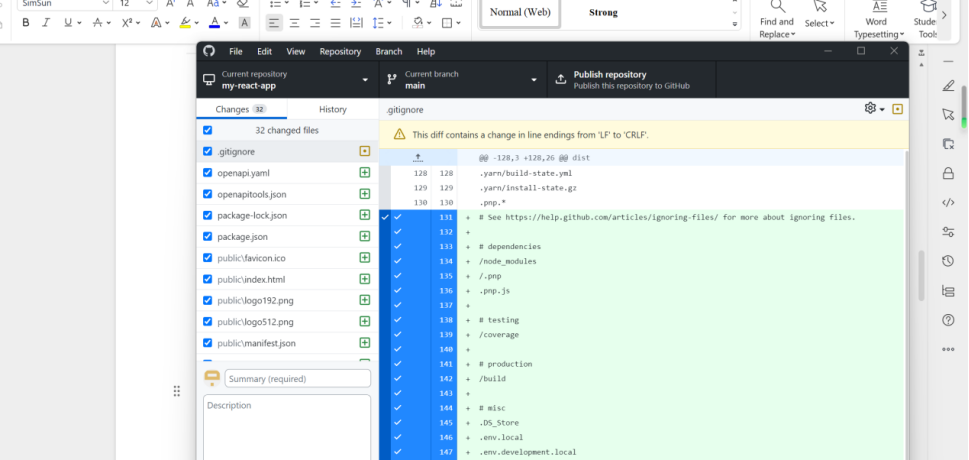 SimSun
12
Aa
B I U A X² A A A
Normal (Web)
Strong
Find and
Replace
Select
Word
Typesetting
File Edit View Repository Branch Help
Current repository
my-react-app
Current branch
main
Publish repository
Publish this repository to GitHub
Changes 32
History
.gitignore
32 changed files
This diff contains a change in line endings from 'LF' to 'CRLF'.
.gitignore
@@ -128,3 +128,26 @@ dist
openapi.yaml
128 128 .yarn/build-state.yml
openapitools.json
129 129 .yarn/install-state.gz
130 130 .pnp.*
package-lock.json
131 + # See https://help.github.com/articles/ignoring-files/ for more about ignoring files.
132 +
package.json
133 + # dependencies
public\favicon.ico
134 + /node_modules
135 + /.pnp
public\index.html
136 + .pnp.js
137 +
public\logo192.png
138 + # testing
public\logo512.png
139 + /coverage
140 +
public\manifest.json
141 + # production
142 + /build
Summary (required)
143 +
Description
144 + # misc
145 + .DS_Store
146 + .env.local
147 + .env.development.local